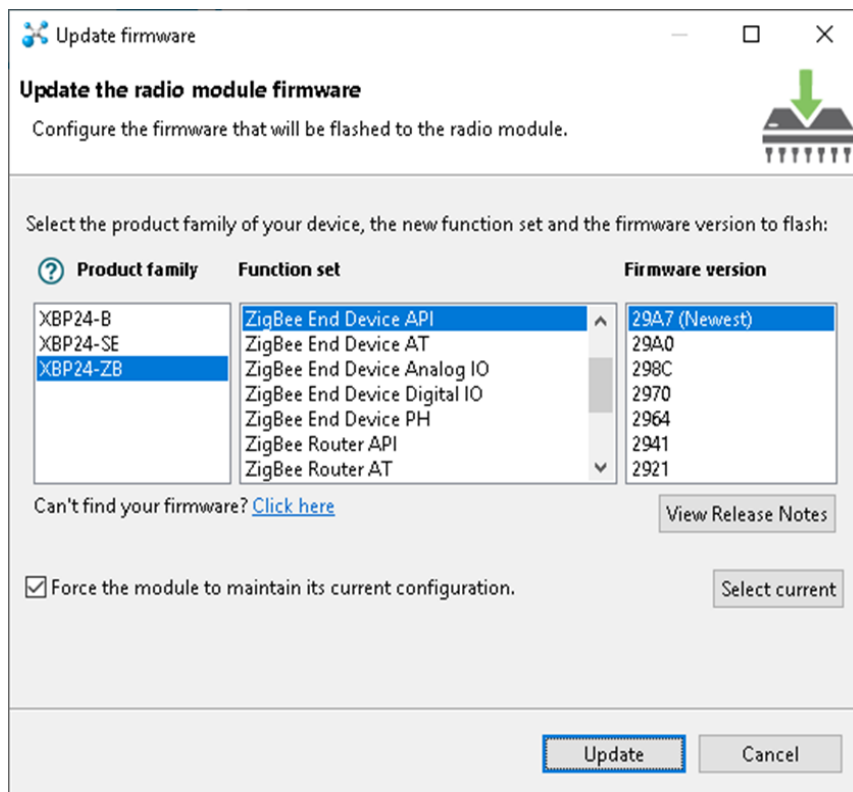 Update firmware
Update the radio module firmware
Configure the firmware that will be flashed to the radio module.
Select the product family of your device, the new function set and the firmware version to flash:
? Product family Function set Firmware version
XBP24-B ZigBee End Device API 29A7 (Newest)
XBP24-SE ZigBee End Device AT 29A0
XBP24-ZB ZigBee End Device Analog IO 298C
ZigBee End Device Digital IO 2970
ZigBee End Device PH 2964
ZigBee Router API 2941
ZigBee Router AT 2921
Can't find your firmware? Click here View Release Notes
Force the module to maintain its current configuration. Select current
Update Cancel